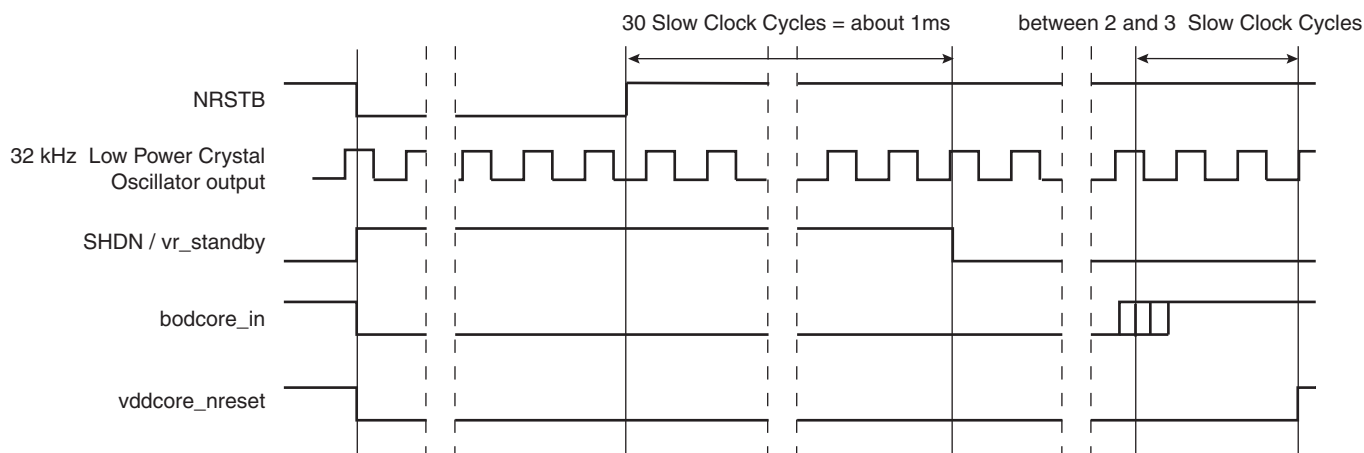 30 Slow Clock Cycles = about 1ms
between 2 and 3 Slow Clock Cycles
NRSTB
32 kHz Low Power Crystal
Oscillator output
SHDN / vr_standby
bodcore_in
vddcore_nreset